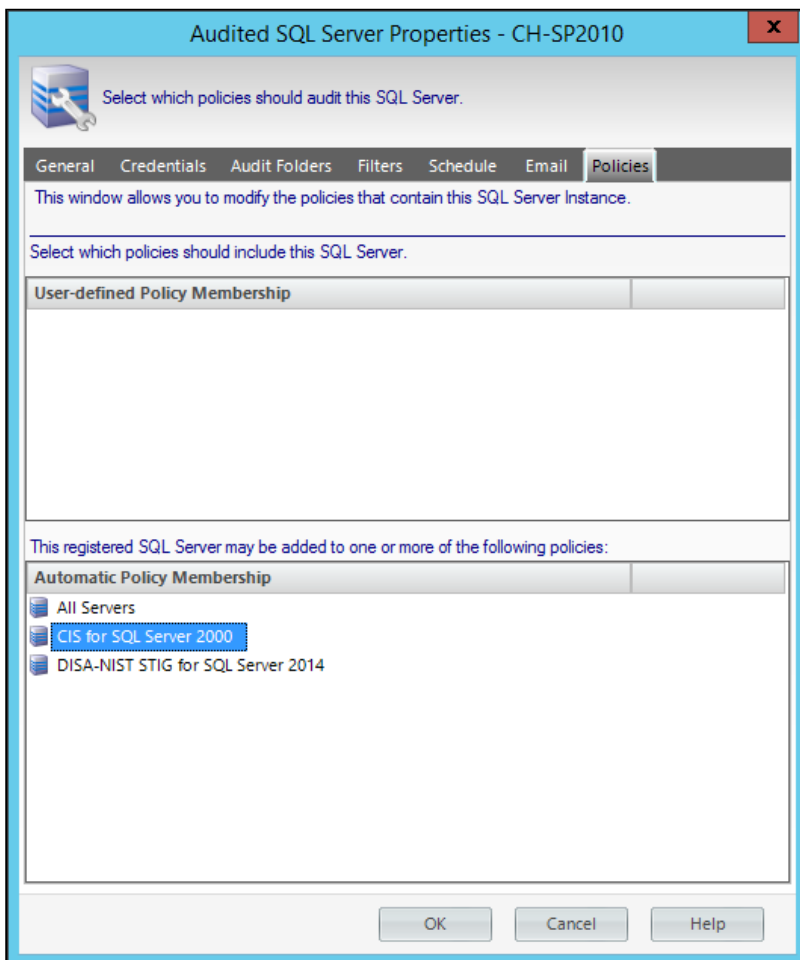 Audited SQL Server Properties - CH-SP2010
x
Select which policies should audit this SQL Server.
General Credentials Audit Folders Filters Schedule Email Policies
This window allows you to modify the policies that contain this SQL Server Instance.
Select which policies should include this SQL Server.
User-defined Policy Membership
This registered SQL Server may be added to one or more of the following policies:
Automatic Policy Membership
All Servers
CIS for SQL Server 2000
DISA-NIST STIG for SQL Server 2014
OK Cancel Help